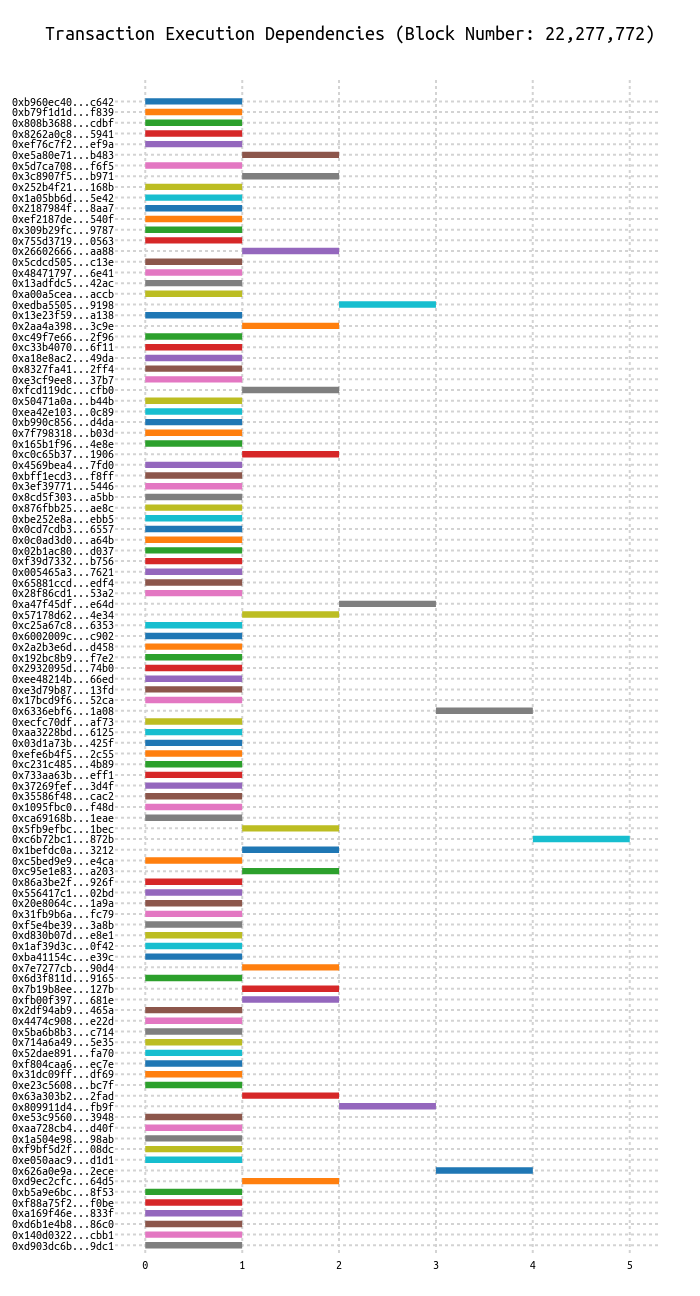 Transaction Execution Dependencies (Block Number: 22,277,772)
0xb960ec40...c642
0xb79f1d1d...f839
0x808b3688...cdbf
0x8262a0c8...5941
0xef76c7f2...ef9a
0xe5a80e71...b483
0x5d7ca708...f6f5
0x3c8907f5...b971
0x252b4f21...168b
0x1a05bb6d...5e42
0x2187984f...8aa7
0xef2187de...540f
0x309b29fc...9787
0x755d3719...0563
0x26602666...aa88
0x5cdcd505...c13e
0x48471797...6e41
0x13adfdc5...42ac
0xa00a5cea...accb
0xedba5505...9198
0x13e23f59...a138
0x2aa4a398...3c9e
0xc49f7e66...2f96
0xc33b4070...6f11
0xa18e8ac2...49da
0x8327fa41...2ff4
0xe3cf9ee8...37b7
0xfcd119dc...cfb0
0x50471a0a...b44b
0xea42e103...0c89
0xb990c856...d4da
0x7f798318...b03d
0x165b1f96...4e8e
0xc0c65b37...1906
0x4569bea4...7fd0
0xbff1ecd3...f8ff
0x3ef39771...5446
0x8cd5f303...a5bb
0x876fbb25...ae8c
0xbe252e8a...ebb5
0x0cd7cdb3...6557
0x0c0ad3d0...a64b
0x02b1ac80...d037
0xf39d7332...b756
0x005465a3...7621
0x65881ccd...edf4
0x28f86cd1...53a2
0xa47f45df...e64d
0x57178d62...4e34
0xc25a67c8...6353
0x6002009c...c902
0x2a2b3e6d...d458
0x192bc8b9...f7e2
0x2932095d...74b0
0xee48214b...66ed
0xe3d79b87...13fd
0x17bcd9f6...52ca
0x6336ebf6...1a08
0xecfc70df...af73
0xaa3228bd...6125
0x03d1a73b...425f
0xefe6b4f5...2c55
0xc231c485...4b89
0x733aa63b...eff1
0x37269fef...3d4f
0x35586f48...cac2
0x1095fbc0...f48d
0xca69168b...1eae
0x5fb9efbc...1bec
0xc6b72bc1...872b
0x1befdc0a...3212
0xc5bed9e9...e4ca
0xc95e1e83...a203
0x86a3be2f...926f
0x556417c1...02bd
0x20e8064c...1a9a
0x31fb9b6a...fc79
0xf5e4be39...3a8b
0xd830b07d...e8e1
0x1af39d3c...0f42
0xba41154c...e39c
0x7e7277cb...90d4
0x6d3f811d...9165
0x7b19b8ee...127b
0xfb00f397...681e
0x2df94ab9...465a
0x4474c908...e22d
0x5ba6b8b3...c714
0x714a6a49...5e35
0x52dae891...fa70
0xf804caa6...ec7e
0x31dc09ff...df69
0xe23c5608...bc7f
0x63a303b2...2fad
0x809911d4...fb9f
0xe53c9560...3948
0xaa728cb4...d40f
0x1a504e98...98ab
0xf9bf5d2f...08dc
0xe050aac9...d1d1
0x626a0e9a...2ece
0xd9ec2cfc...64d5
0xb5a9e6bc...8f53
0xf88a75f2...f0be
0xa169f46e...833f
0xd6b1e4b8...86c0
0x140d0322...cbb1
0xd903dc6b...9dc1
0 1 2 3 4 5